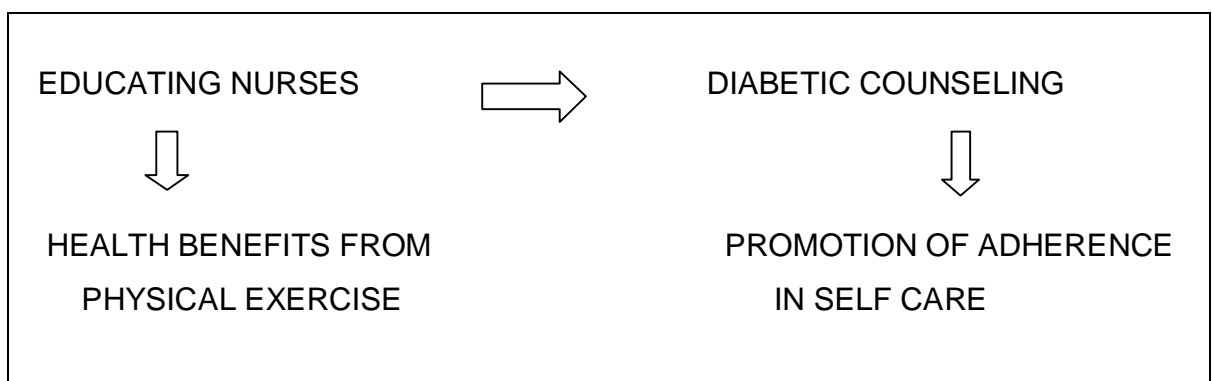 EDUCATING NURSES
DIABETIC COUNSELING
HEALTH BENEFITS FROM
PHYSICAL EXERCISE
PROMOTION OF ADHERENCE
IN SELF CARE